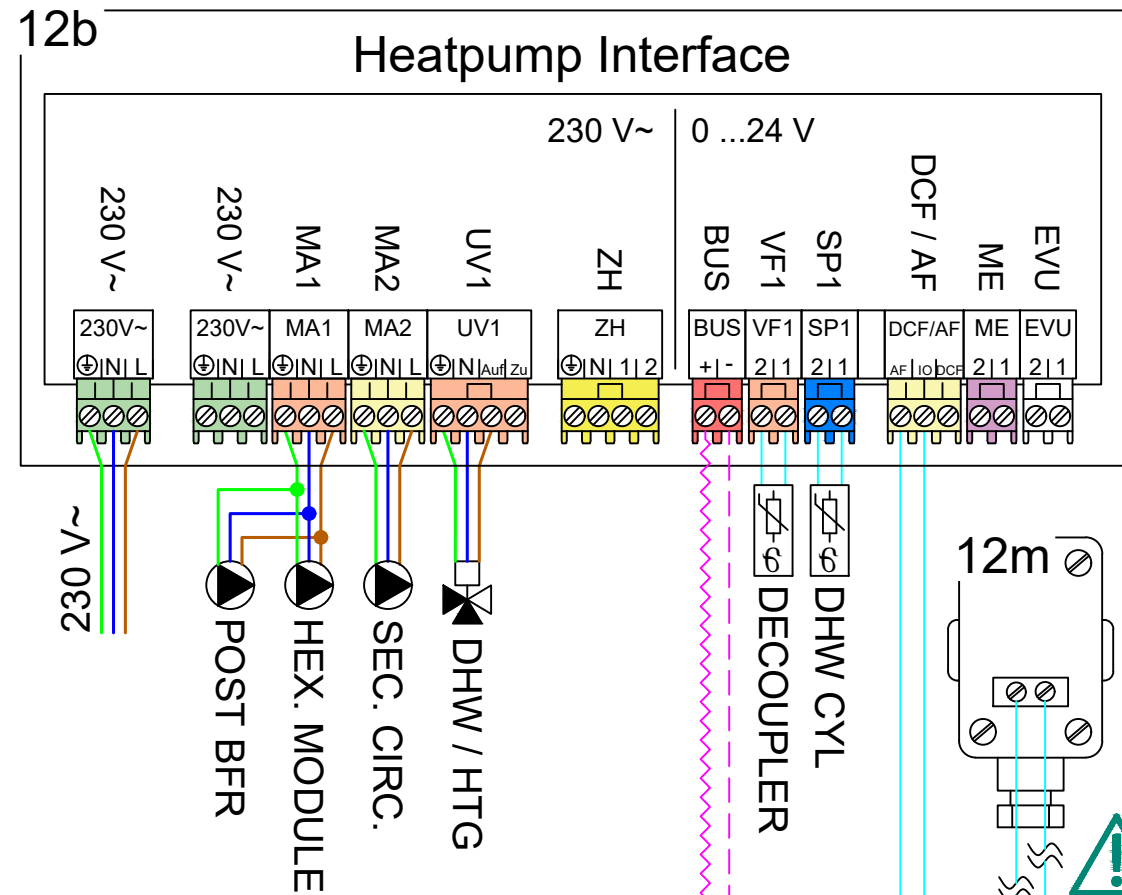 12b
Heatpump Interface
230 V~ 0 ...24 V
230 V~ 230 V~ MA1 MA2 UV1 ZH BUS VF1 SP1 DCF / AF ME EVU
230V~ 230V~ MA1 MA2 UV1 ZH BUS VF1 SP1 DCF/AF ME EVU
N L N L N L N L N Auf Zu N 1 2 + - 2 1 2 1 AF IO DCF 2 1 2 1
230 V~
POST BFR
HEX. MODULE
SEC. CIRC.
DHW / HTG
DECOUPLER
DHW CYL
12m